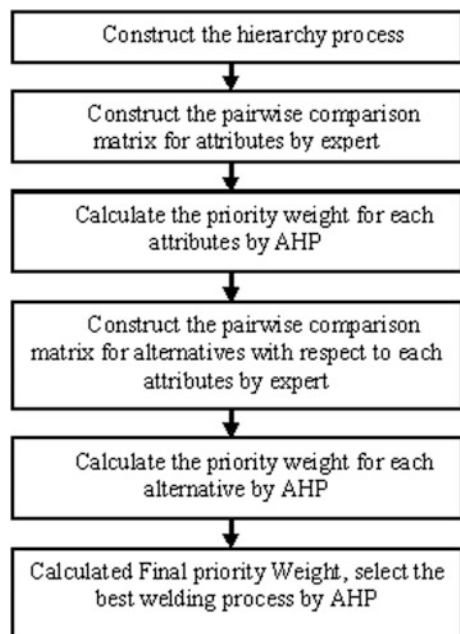 Construct the hierarchy process
Construct the pairwise comparison
matrix for attributes by expert
Calculate the priority weight for each
attributes by AHP
Construct the pairwise comparison
matrix for alternatives with respect to each
attributes by expert
Calculate the priority weight for each
alternative by AHP
Calculated Final priority Weight, select the
best welding process by AHP